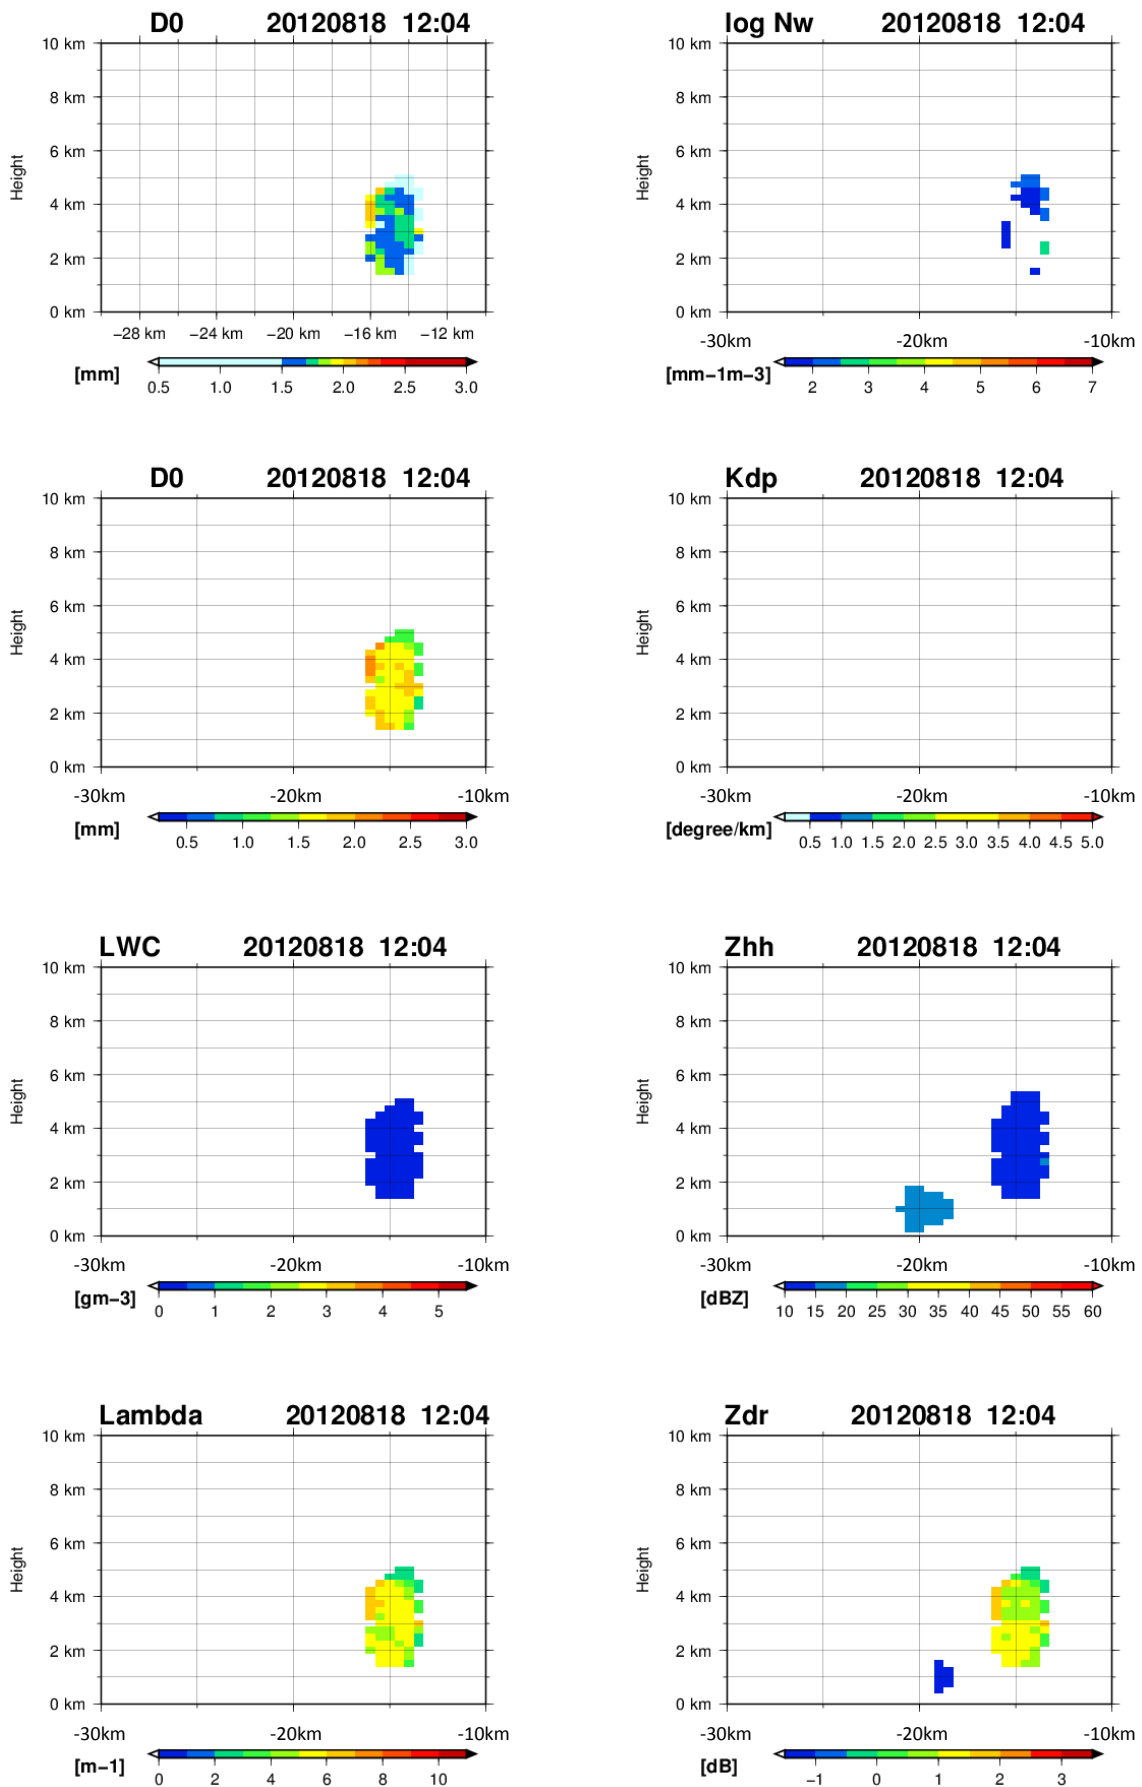 D0 20120818 12:04
10 km
8 km
6 km
4 km
2 km
0 km
Height
−28 km −24 km −20 km −16 km −12 km
[mm]
0.5 1.0 1.5 2.0 2.5 3.0
log Nw 20120818 12:04
10 km
8 km
6 km
4 km
2 km
0 km
Height
-30km -20km -10km
[mm−1m−3]
2 3 4 5 6 7
D0 20120818 12:04
10 km
8 km
6 km
4 km
2 km
0 km
Height
-30km -20km -10km
[mm]
0.5 1.0 1.5 2.0 2.5 3.0
Kdp 20120818 12:04
10 km
8 km
6 km
4 km
2 km
0 km
Height
-30km -20km -10km
[degree/km]
0.5 1.0 1.5 2.0 2.5 3.0 3.5 4.0 4.5 5.0
LWC 20120818 12:04
10 km
8 km
6 km
4 km
2 km
0 km
Height
-30km -20km -10km
[gm−3]
0 1 2 3 4 5
Zhh 20120818 12:04
10 km
8 km
6 km
4 km
2 km
0 km
Height
-30km -20km -10km
[dBZ]
10 15 20 25 30 35 40 45 50 55 60
Lambda 20120818 12:04
10 km
8 km
6 km
4 km
2 km
0 km
Height
-30km -20km -10km
[m−1]
0 2 4 6 8 10
Zdr 20120818 12:04
10 km
8 km
6 km
4 km
2 km
0 km
Height
-30km -20km -10km
[dB]
−1 0 1 2 3